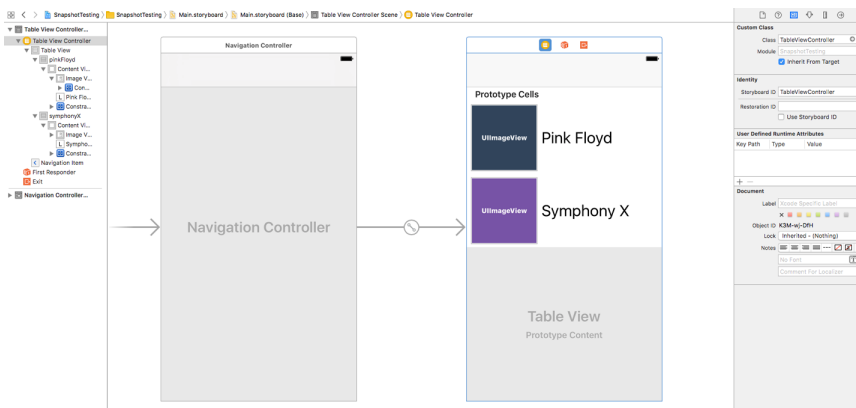 SnapshotTesting SnapshotTesting Main.storyboard Main.storyboard (Base) Table View Controller Scene Table View Controller
Table View Controller...
Table View Controller
Table View
pinkFloyd
Content Vi...
Image V...
Con...
L Pink Flo...
Constra...
symphonyX
Content Vi...
Image V...
L Sympho...
Constra...
Navigation Item
First Responder
Exit
Navigation Controller...
Navigation Controller
Navigation Controller
Prototype Cells
UIImageView Pink Floyd
UIImageView Symphony X
Table View
Prototype Content
Custom Class
Class TableViewController
Module SnapshotTesting
Inherit From Target
Identity
Storyboard ID TableViewController
Restoration ID
Use Storyboard ID
User Defined Runtime Attributes
Key Path Type Value
Document
Label Xcode Specific Label
Object ID K3M-wj-DfH
Lock Inherited - (Nothing)
Notes
No Font
Comment For Localizer